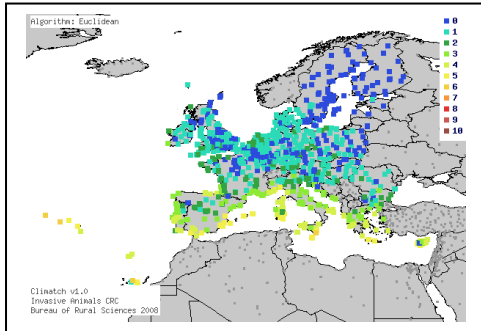 Algorithm: Euclidean
0
1
2
3
4
5
6
7
8
9
10
Climatch v1.0
Invasive Animals CRC
Bureau of Rural Sciences 2008